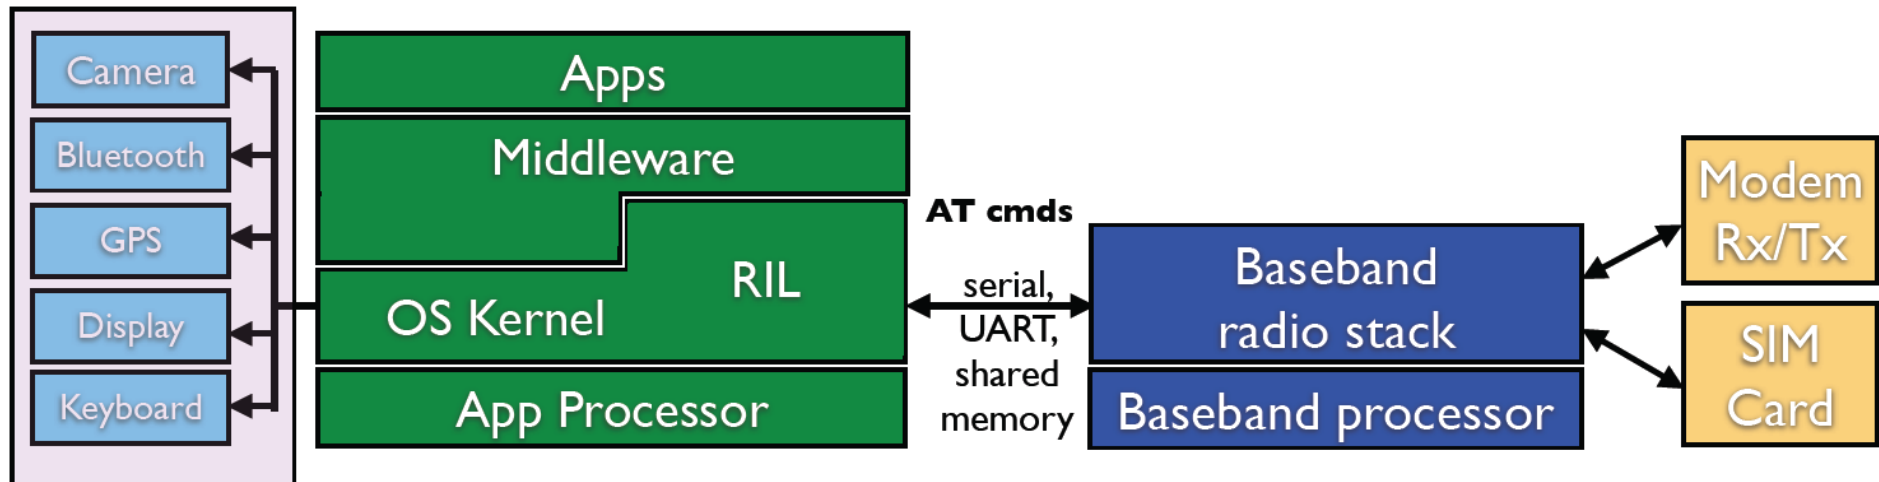 Camera
Bluetooth
GPS
Display
Keyboard
Apps
Middleware
RIL
OS Kernel
App Processor
AT cmds
serial,
UART,
shared
memory
Baseband
radio stack
Baseband processor
Modem
Rx/Tx
SIM
Card